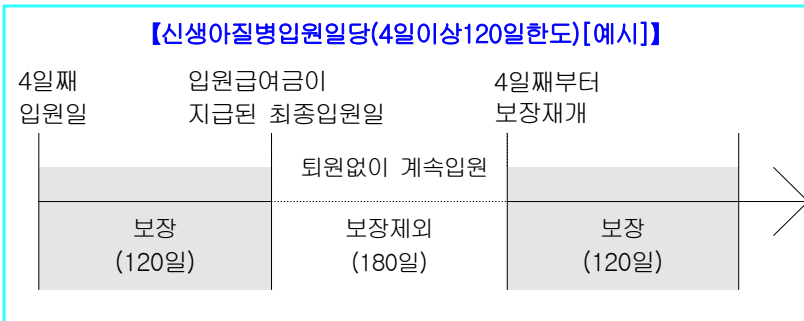 【신생아질병입원일당(4일이상120일한도)[예시]】
4일째
입원일
입원급여금이
지급된 최종입원일
4일째부터
보장재개
퇴원없이 계속입원
보장
(120일)
보장제외
(180일)
보장
(120일)